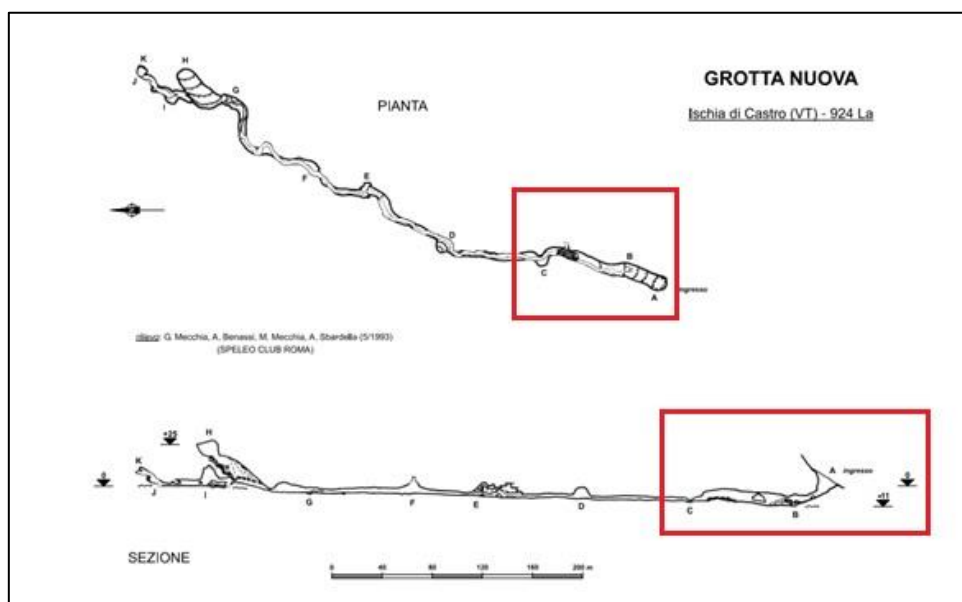 GROTTA NUOVA
Ischia di Castro (VT) - 924 La
PIANTA
K
H
J
I
G
F
E
D
C
B
A
ingresso
rilievo: G. Mecchia, A. Benassi, M. Mecchia, A. Sbardella (5/1993)
(SPELEO CLUB ROMA)
+25
H
K
0
J
I
G
F
E
D
C
B
A ingresso
0
SEZIONE
0 40 80 120 160 200 m